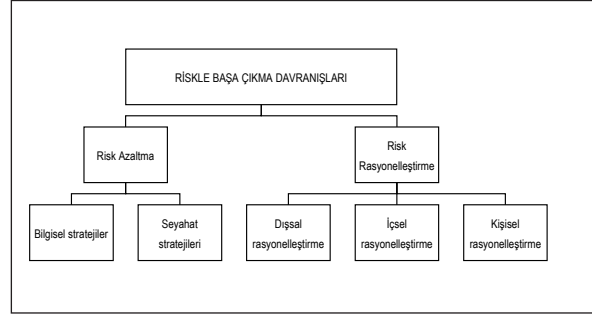 RİSKLE BAŞA ÇIKMA DAVRANIŞLARI
Risk Azaltma
Risk
Rasyonelleştirme
Bilgisel stratejiler
Seyahat
stratejileri
Dışsal
rasyonelleştirme
İçsel
rasyonelleştirme
Kişisel
rasyonelleştirme